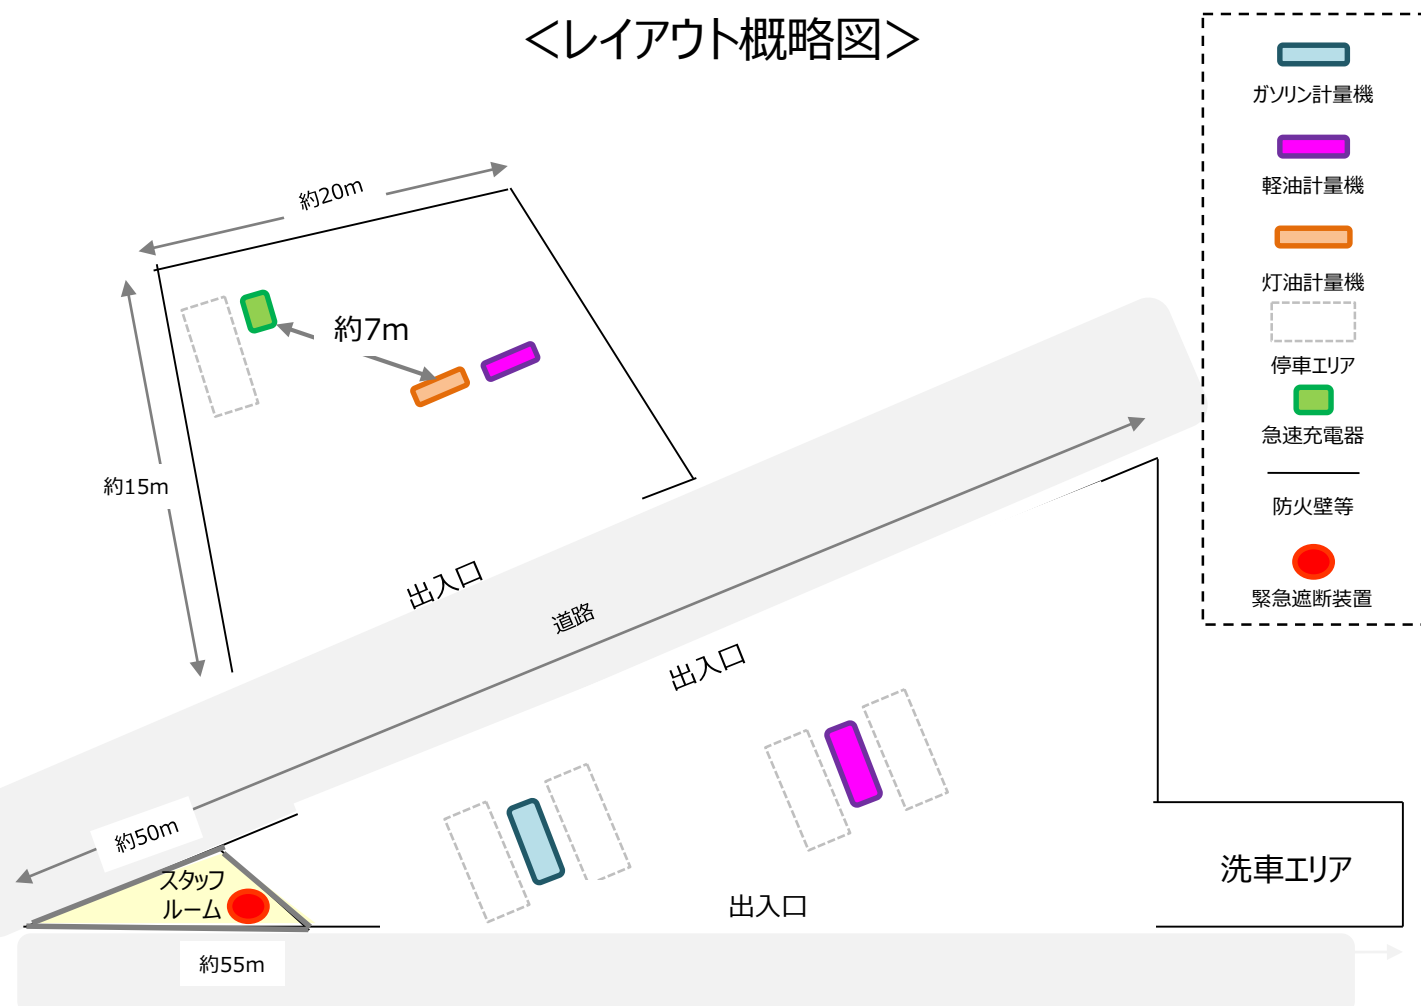 ＜レイアウト概略図＞
ガソリン計量機
軽油計量機
灯油計量機
停車エリア
急速充電器
防火壁等
緊急遮断装置
約20m
約7m
約15m
出入口
道路
出入口
約50m
スタッフ
ルーム
洗車エリア
出入口
約55m